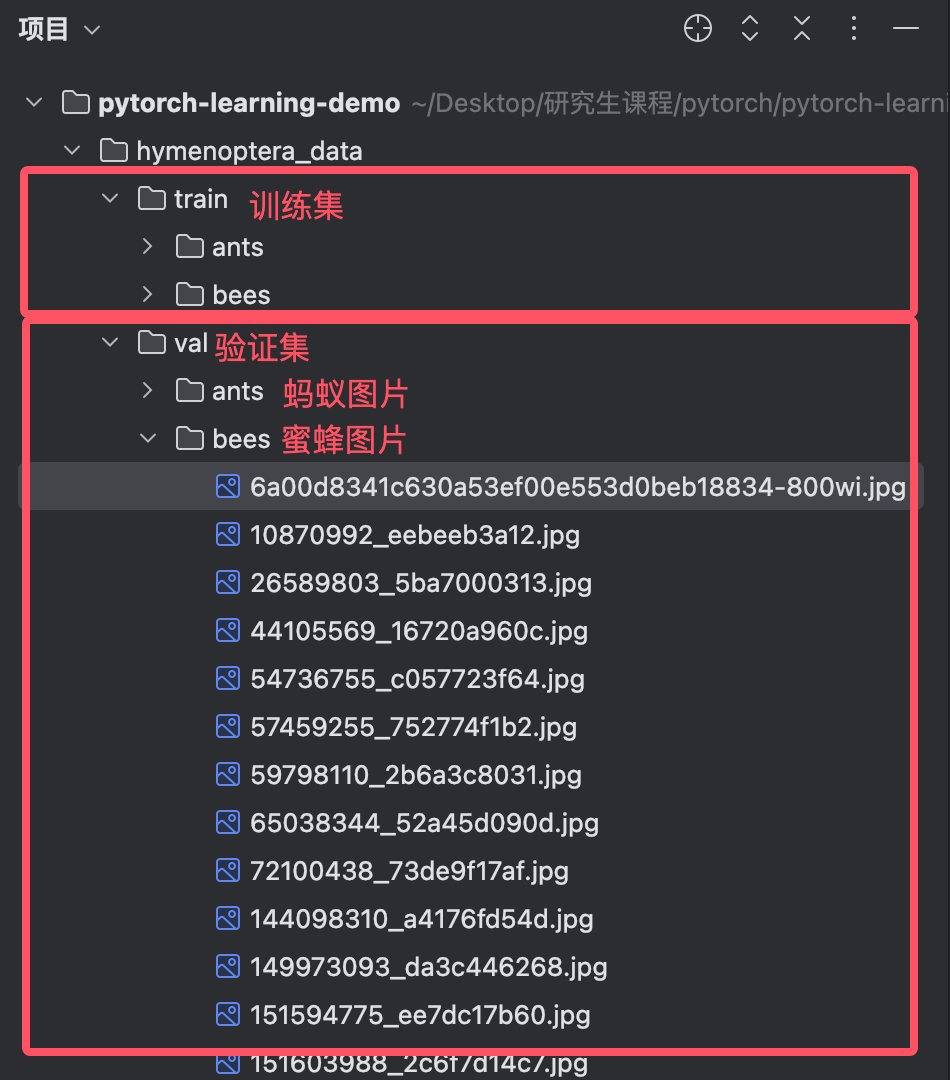 项目
pytorch-learning-demo ~/Desktop/研究生课程/pytorch/pytorch-learn
hymenoptera_data
train 训练集
ants
bees
val 验证集
ants 蚂蚁图片
bees 蜜蜂图片
6a00d8341c630a53ef00e553d0beb18834-800wi.jpg
10870992_eebeeb3a12.jpg
26589803_5ba7000313.jpg
44105569_16720a960c.jpg
54736755_c057723f64.jpg
57459255_752774f1b2.jpg
59798110_2b6a3c8031.jpg
65038344_52a45d090d.jpg
72100438_73de9f17af.jpg
144098310_a4176fd54d.jpg
149973093_da3c446268.jpg
151594775_ee7dc17b60.jpg
151603988_2c6f7d14c7.jpg